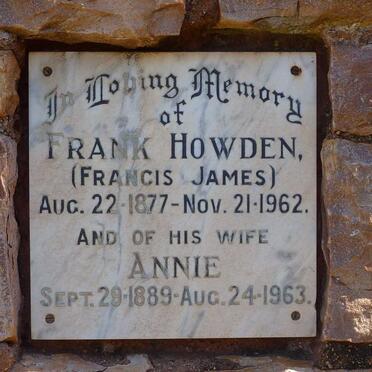 In Loving Memory
of
FRANK HOWDEN,
(FRANCIS JAMES)
AUG. 22-1877-NOV. 21-1962.
AND OF HIS WIFE
ANNIE
SEPT. 29-1889-AUG. 24-1963.